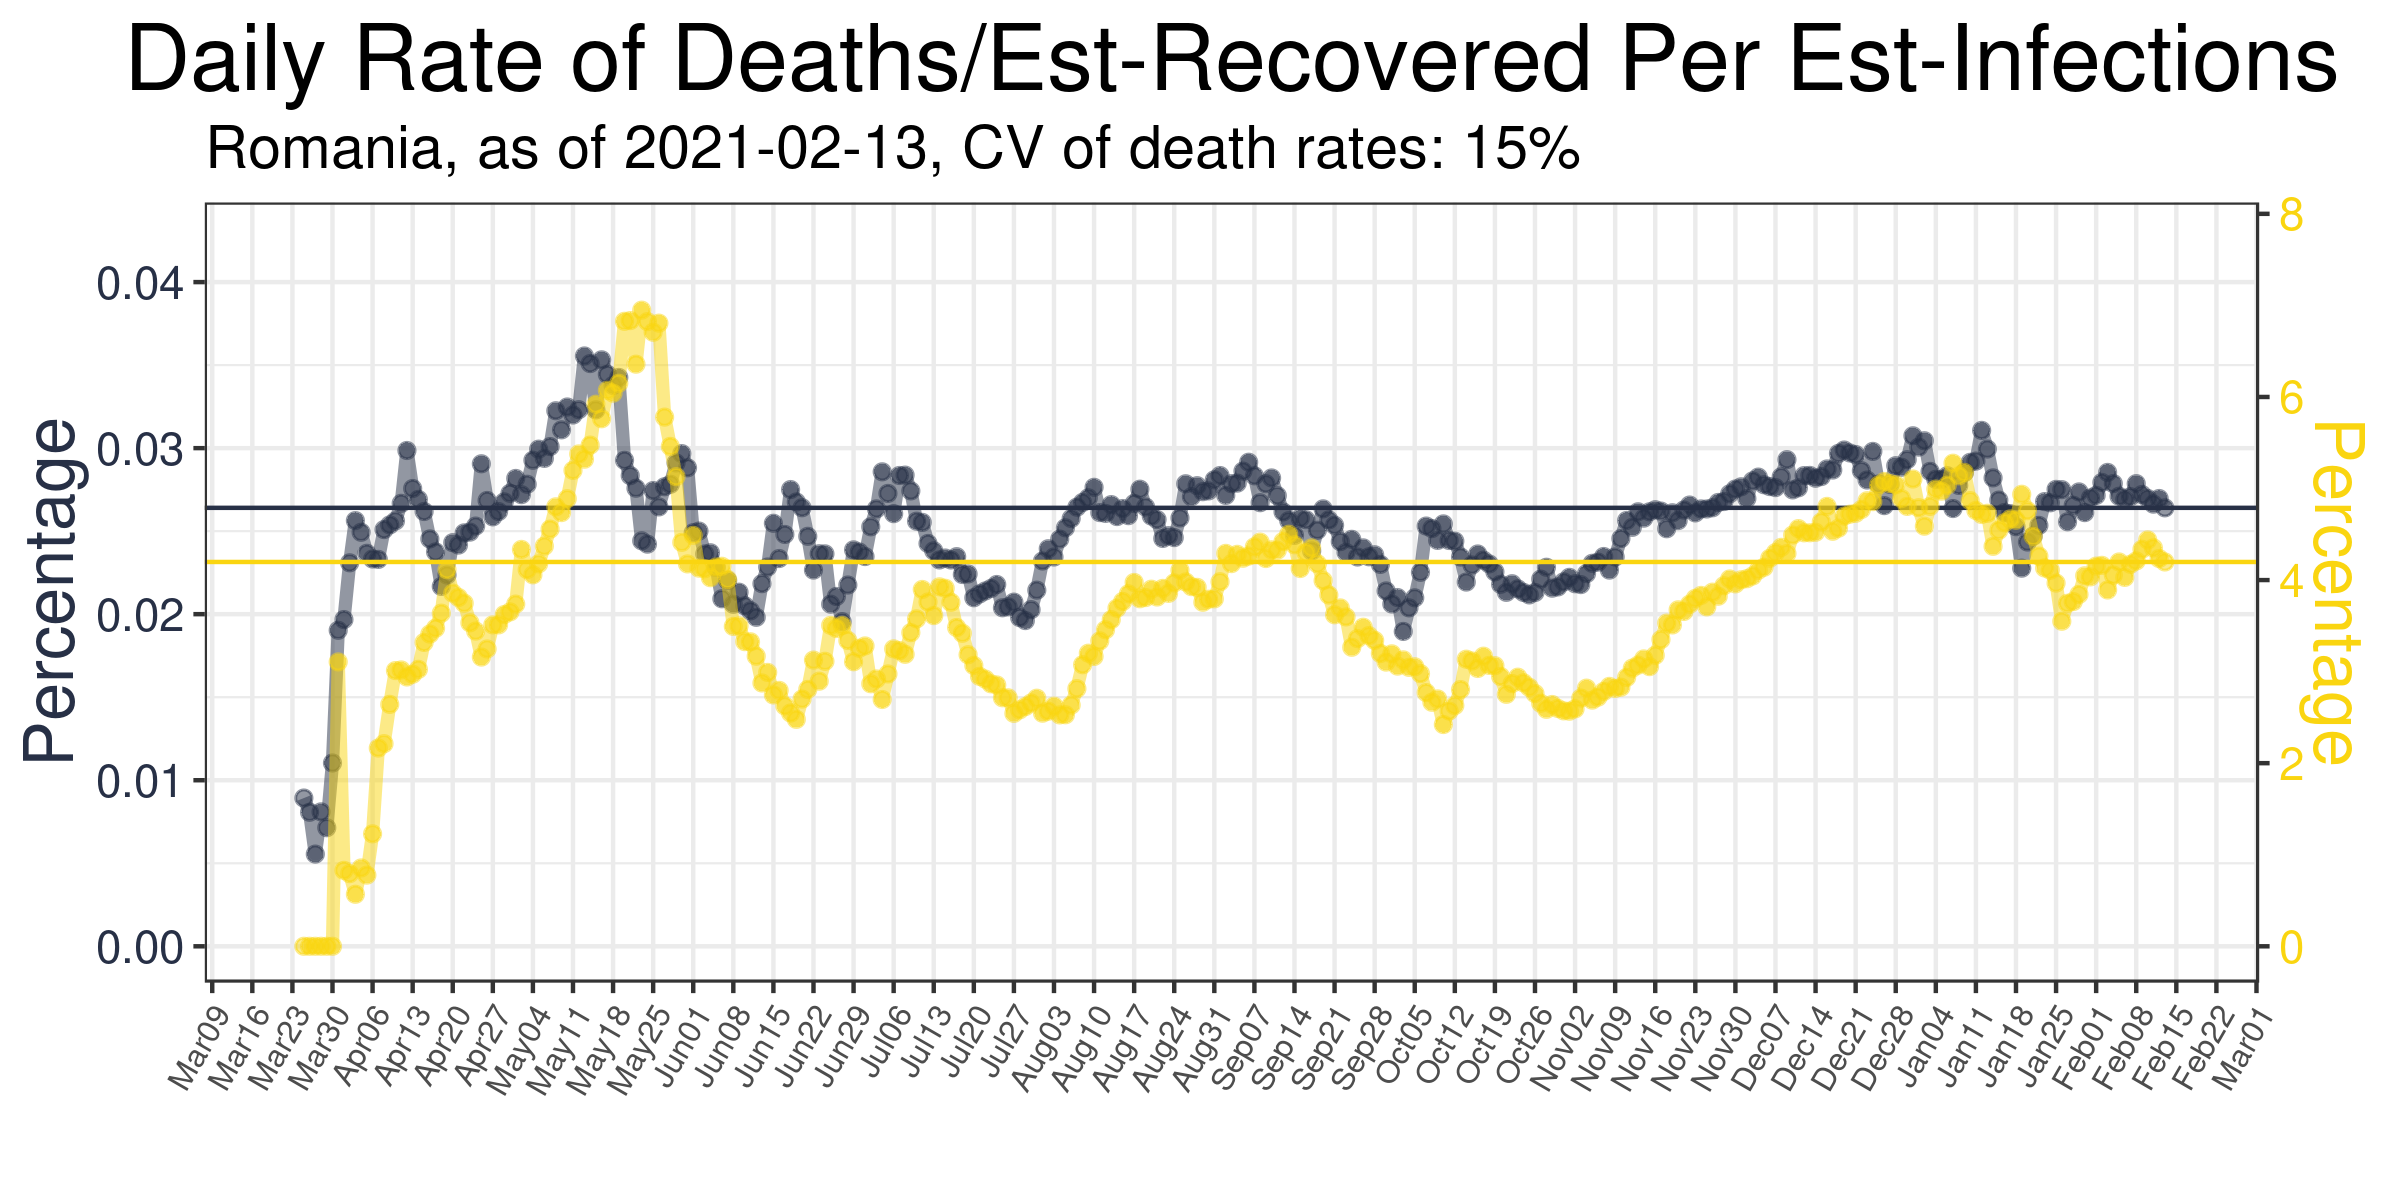 Daily Rate of Deaths/Est-Recovered Per Est-Infections
Romania, as of 2021-02-13, CV of death rates: 15%
Percentage
0.04
0.03
0.02
0.01
0.00
8
6
4
2
0
Percentage
Mar09 Mar16 Mar23 Mar30 Apr06 Apr13 Apr20 Apr27 May04 May11 May18 May25 Jun01 Jun08 Jun15 Jun22 Jun29 Jul06 Jul13 Jul20 Jul27 Aug03 Aug10 Aug17 Aug24 Aug31 Sep07 Sep14 Sep21 Sep28 Oct05 Oct12 Oct19 Oct26 Nov02 Nov09 Nov16 Nov23 Nov30 Dec07 Dec14 Dec21 Dec28 Jan04 Jan11 Jan18 Jan25 Feb01 Feb08 Feb15 Feb22 Mar01